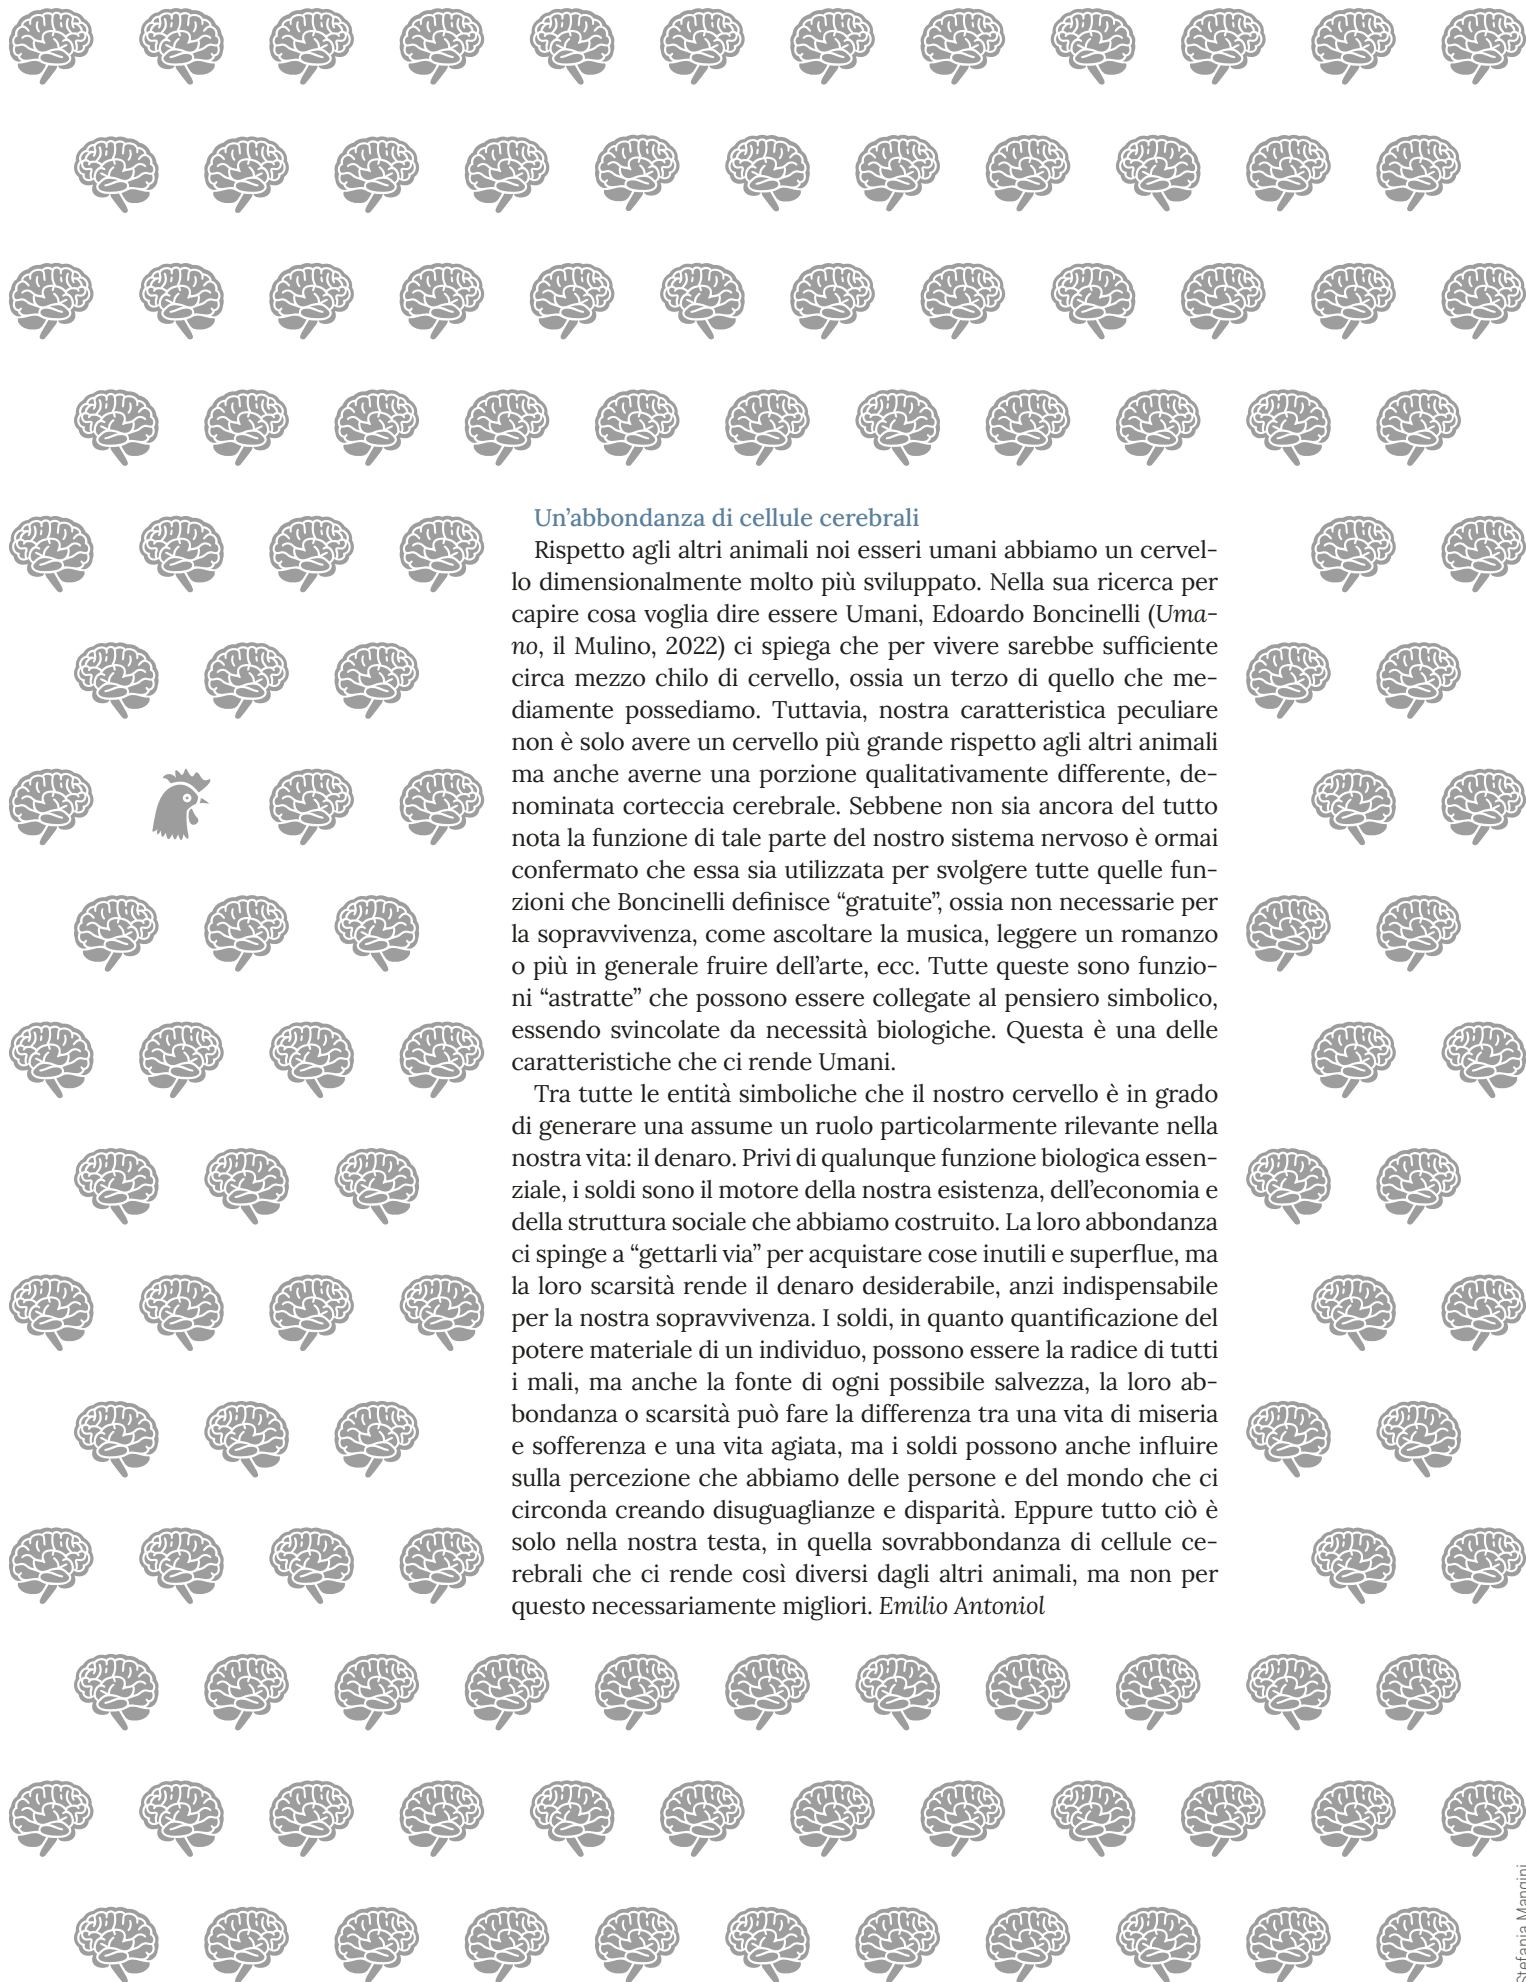 Un’abbondanza di cellule cerebrali
Rispetto agli altri animali noi esseri umani abbiamo un cervel-
lo dimensionalmente molto più sviluppato. Nella sua ricerca per
capire cosa voglia dire essere Umani, Edoardo Boncinelli (Uma-
no, il Mulino, 2022) ci spiega che per vivere sarebbe sufficiente
circa mezzo chilo di cervello, ossia un terzo di quello che me-
diamente possediamo. Tuttavia, nostra caratteristica peculiare
non è solo avere un cervello più grande rispetto agli altri animali
ma anche averne una porzione qualitativamente differente, de-
nominata corteccia cerebrale. Sebbene non sia ancora del tutto
nota la funzione di tale parte del nostro sistema nervoso è ormai
confermato che essa sia utilizzata per svolgere tutte quelle fun-
zioni che Boncinelli definisce “gratuite”, ossia non necessarie per
la sopravvivenza, come ascoltare la musica, leggere un romanzo
o più in generale fruire dell’arte, ecc. Tutte queste sono funzio-
ni “astratte” che possono essere collegate al pensiero simbolico,
essendo svincolate da necessità biologiche. Questa è una delle
caratteristiche che ci rende Umani.
Tra tutte le entità simboliche che il nostro cervello è in grado
di generare una assume un ruolo particolarmente rilevante nella
nostra vita: il denaro. Privi di qualunque funzione biologica essen-
ziale, i soldi sono il motore della nostra esistenza, dell’economia e
della struttura sociale che abbiamo costruito. La loro abbondanza
ci spinge a “gettarli via” per acquistare cose inutili e superflue, ma
la loro scarsità rende il denaro desiderabile, anzi indispensabile
per la nostra sopravvivenza. I soldi, in quanto quantificazione del
potere materiale di un individuo, possono essere la radice di tutti
i mali, ma anche la fonte di ogni possibile salvezza, la loro ab-
bondanza o scarsità può fare la differenza tra una vita di miseria
e sofferenza e una vita agiata, ma i soldi possono anche influire
sulla percezione che abbiamo delle persone e del mondo che ci
circonda creando disuguaglianze e disparità. Eppure tutto ciò è
solo nella nostra testa, in quella sovrabbondanza di cellule ce-
rebrali che ci rende così diversi dagli altri animali, ma non per
questo necessariamente migliori. Emilio Antoniol
Stefania Mangini